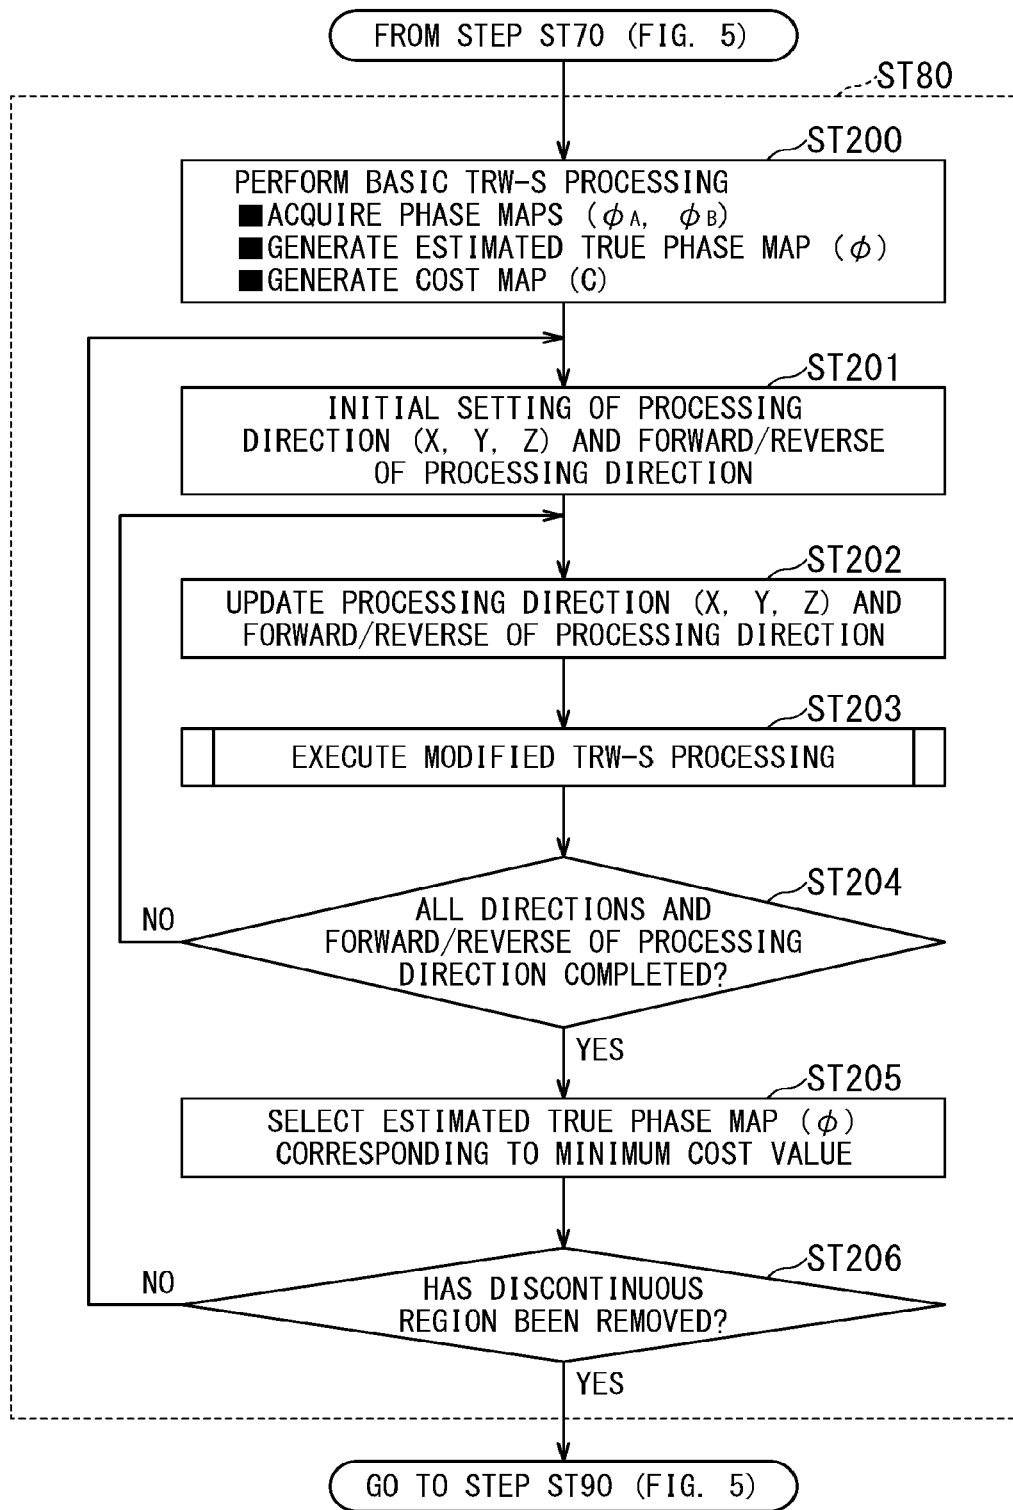 FROM STEP ST70 (FIG. 5)
ST80
ST200
PERFORM BASIC TRW-S PROCESSING
■ACQUIRE PHASE MAPS (ϕA, ϕB)
■GENERATE ESTIMATED TRUE PHASE MAP (ϕ)
■GENERATE COST MAP (C)
ST201
INITIAL SETTING OF PROCESSING
DIRECTION (X, Y, Z) AND FORWARD/REVERSE
OF PROCESSING DIRECTION
ST202
UPDATE PROCESSING DIRECTION (X, Y, Z) AND
FORWARD/REVERSE OF PROCESSING DIRECTION
ST203
EXECUTE MODIFIED TRW-S PROCESSING
ST204
NO
ALL DIRECTIONS AND
FORWARD/REVERSE OF PROCESSING
DIRECTION COMPLETED?
YES
ST205
SELECT ESTIMATED TRUE PHASE MAP (ϕ)
CORRESPONDING TO MINIMUM COST VALUE
ST206
NO
HAS DISCONTINUOUS
REGION BEEN REMOVED?
YES
GO TO STEP ST90 (FIG. 5)